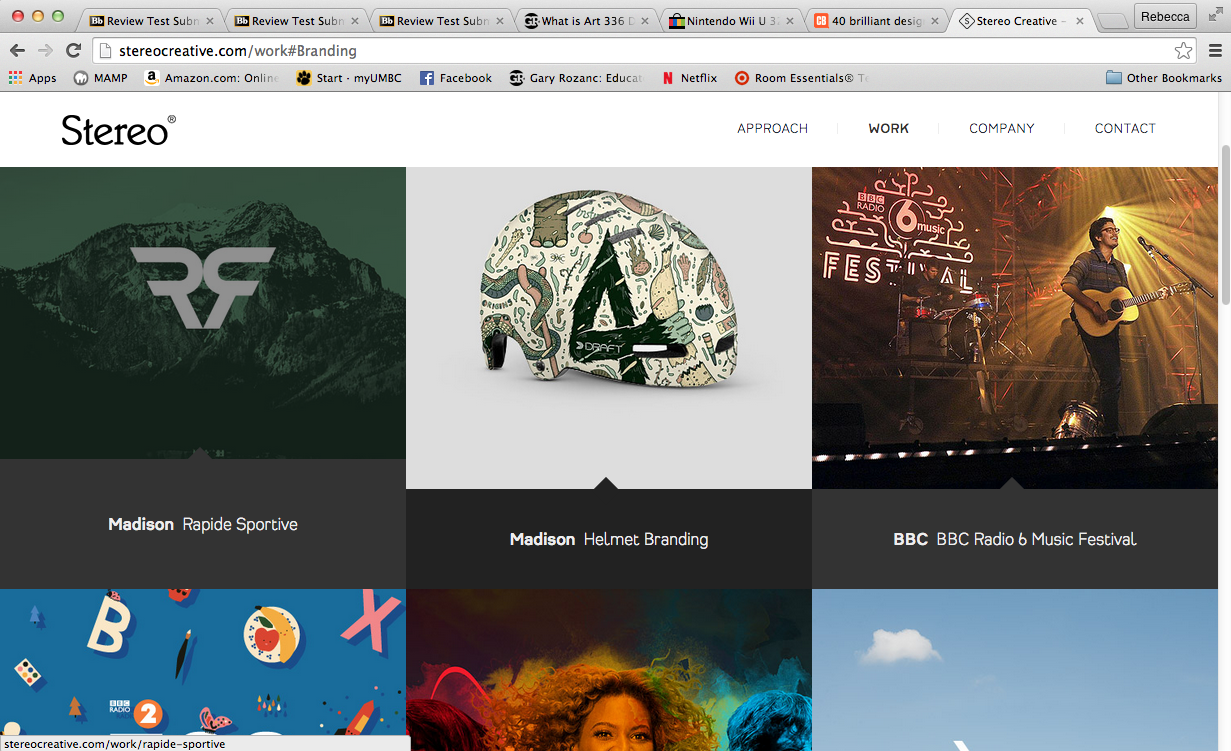 Review Test Subm
Review Test Subm
Review Test Subm
What is Art 336 D
Nintendo Wii U 32
40 brilliant desig
Stereo Creative –
Rebecca
stereocreative.com/work#Branding
Apps
MAMP
Amazon.com: Online
Start - myUMBC
Facebook
Gary Rozanc: Educat
Netflix
Room Essentials® Te
Other Bookmarks
Stereo®
APPROACH
WORK
COMPANY
CONTACT
DRAFT
BBC
RADIO
6
music
FESTIVAL
Madison Rapide Sportive
Madison Helmet Branding
BBC BBC Radio 6 Music Festival
B
X
BBC
RADIO
2
stereocreative.com/work/rapide-sportive